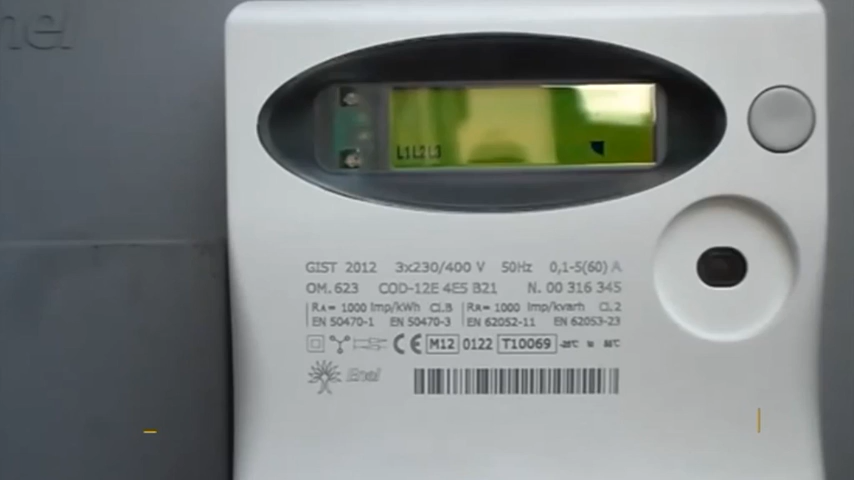 Enel
L1L2L3
GIST 2012 3x230/400 V 50Hz 0,1-5(60) A
OM. 623 COD-12E 4E5 B21 N. 00 316 345
RA= 1000 Imp/kWh CL.B RR= 1000 Imp/kvarh CL.2
EN 50470-1 EN 50470-3 EN 62052-11 EN 62053-23
CE M12 0122 T10069
Enel